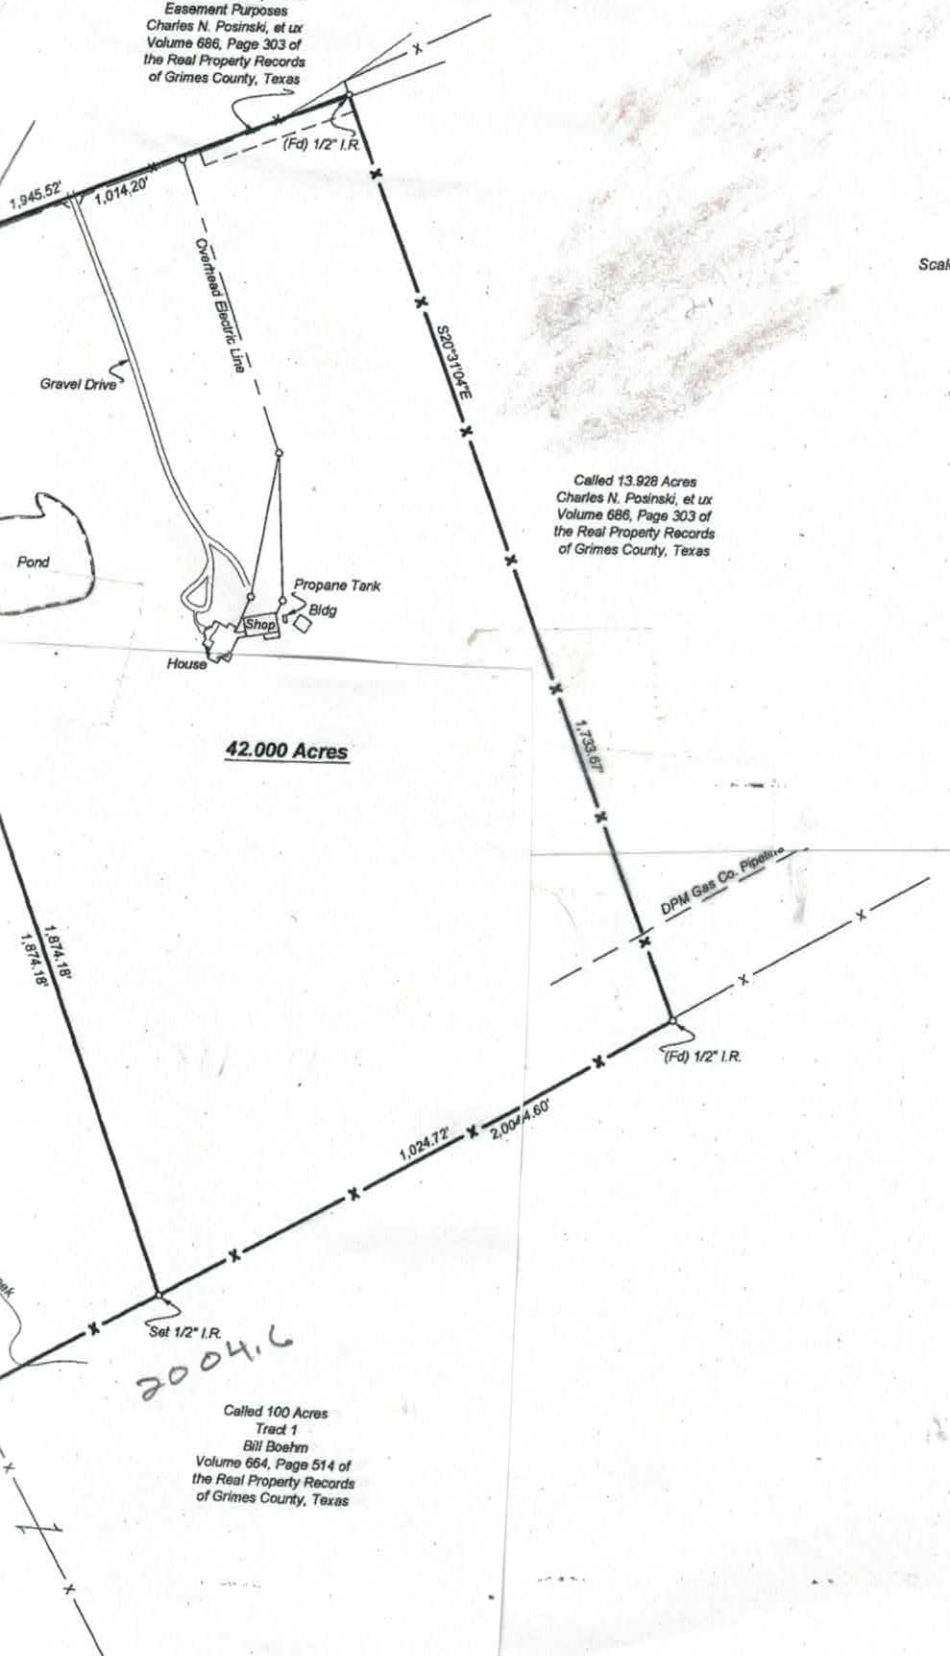 Easement Purposes
Charles N. Posinski, et ux
Volume 686, Page 303 of
the Real Property Records
of Grimes County, Texas
(Fd) 1/2" I.R.
1,945.52'
1,014.20'
Overhead Electric Line
Gravel Drive
S20°31'04"E
Called 13.928 Acres
Charles N. Posinski, et ux
Volume 686, Page 303 of
the Real Property Records
of Grimes County, Texas
Pond
Propane Tank
Bldg
Shop
House
42.000 Acres
1,733.67'
DPM Gas Co. Pipeline
1,874.18'
1,874.18'
(Fd) 1/2" I.R.
1,024.72'
2,004.60'
Set 1/2" I.R.
2004.6
Called 100 Acres
Tract 1
Bill Boehm
Volume 664, Page 514 of
the Real Property Records
of Grimes County, Texas